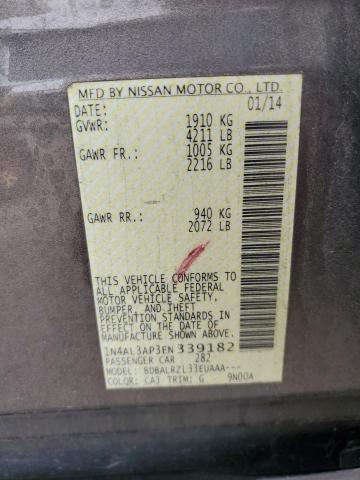 MFD BY NISSAN MOTOR CO., LTD.
DATE: 01/14
GVWR: 1910 KG
4211 LB
GAWR FR.: 1005 KG
2216 LB
GAWR RR.: 940 KG
2072 LB
THIS VEHICLE CONFORMS TO
ALL APPLICABLE FEDERAL
MOTOR VEHICLE SAFETY,
BUMPER, AND THEFT
PREVENTION STANDARDS IN
EFFECT ON THE DATE OF
MANUFACTURE SHOWN ABOVE.
1N4AL3AP3EN339182
PASSENGER CAR 282
MODEL: BDBALRZL33EUAAA---
COLOR: CAJ TRIM: G 9N00A